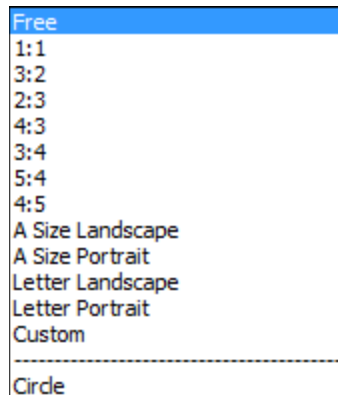 Free
1:1
3:2
2:3
4:3
3:4
5:4
4:5
A Size Landscape
A Size Portrait
Letter Landscape
Letter Portrait
Custom
--------------------------------------------------
Circle